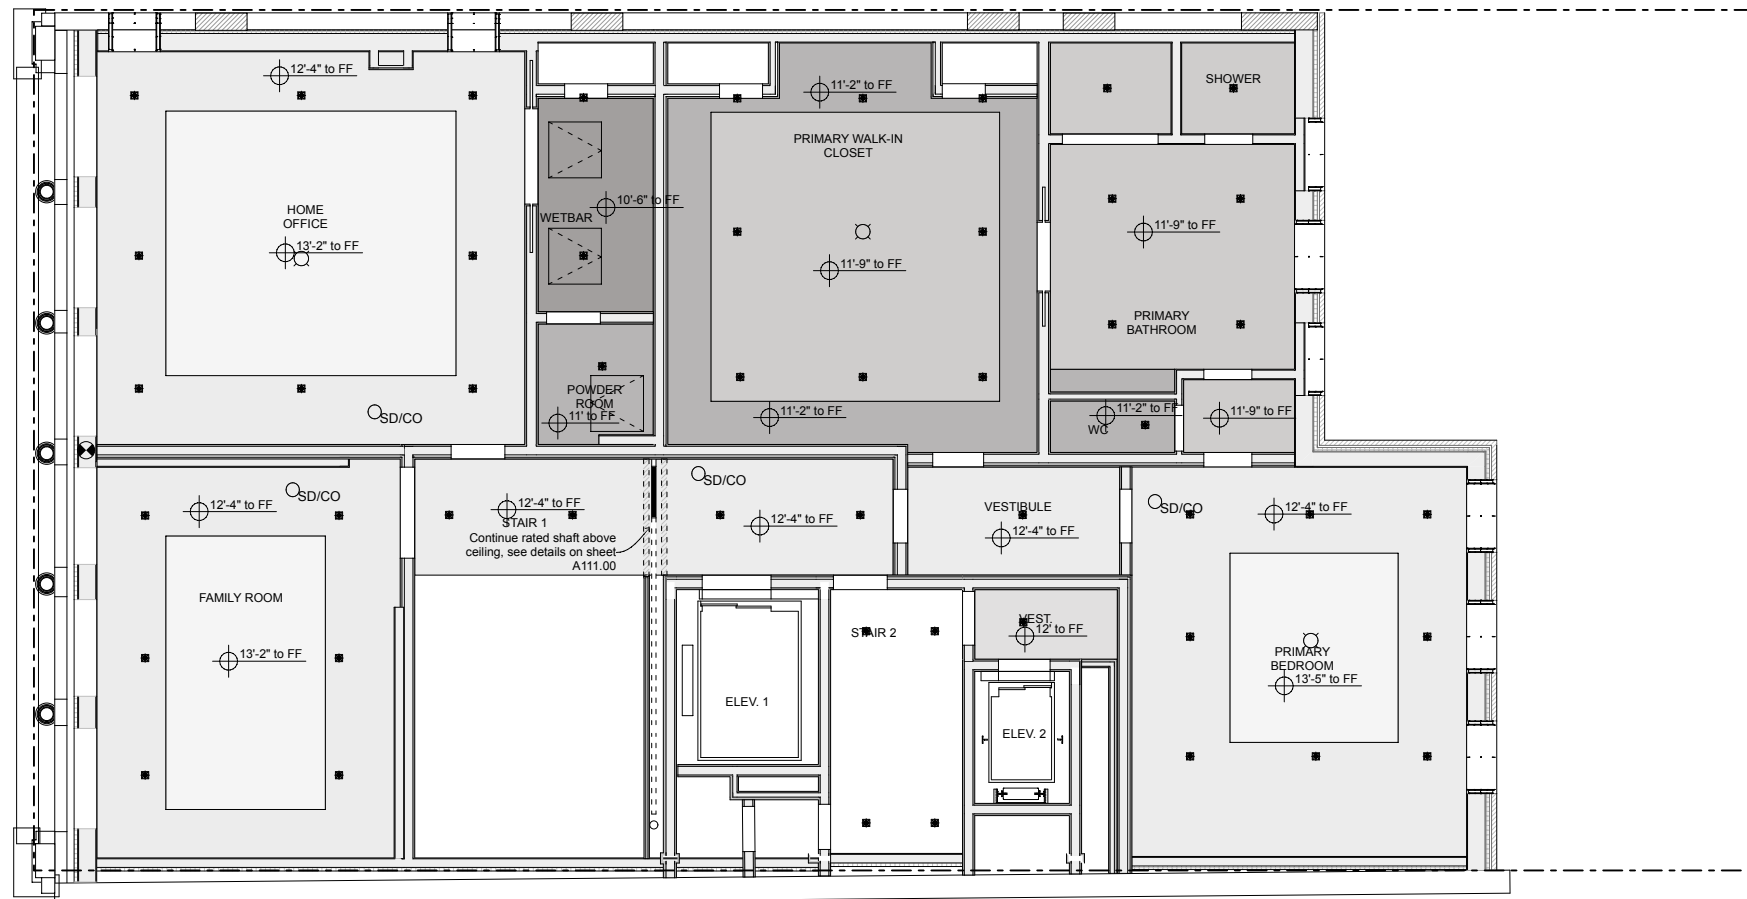 12'-4" to FF
11'-2" to FF
SHOWER
PRIMARY WALK-IN
CLOSET
HOME
OFFICE
13'-2" to FF
WETBAR
10'-6" to FF
11'-9" to FF
11'-9" to FF
PRIMARY
BATHROOM
POWDER
ROOM
11' to FF
SD/CO
11'-2" to FF
11'-2" to FF
WC
11'-9" to FF
SD/CO
12'-4" to FF
12'-4" to FF
STAIR 1
Continue rated shaft above
ceiling, see details on sheet
A111.00
SD/CO
12'-4" to FF
VESTIBULE
12'-4" to FF
SD/CO
12'-4" to FF
FAMILY ROOM
13'-2" to FF
STAIR 2
VEST.
12' to FF
PRIMARY
BEDROOM
13'-5" to FF
ELEV. 1
ELEV. 2